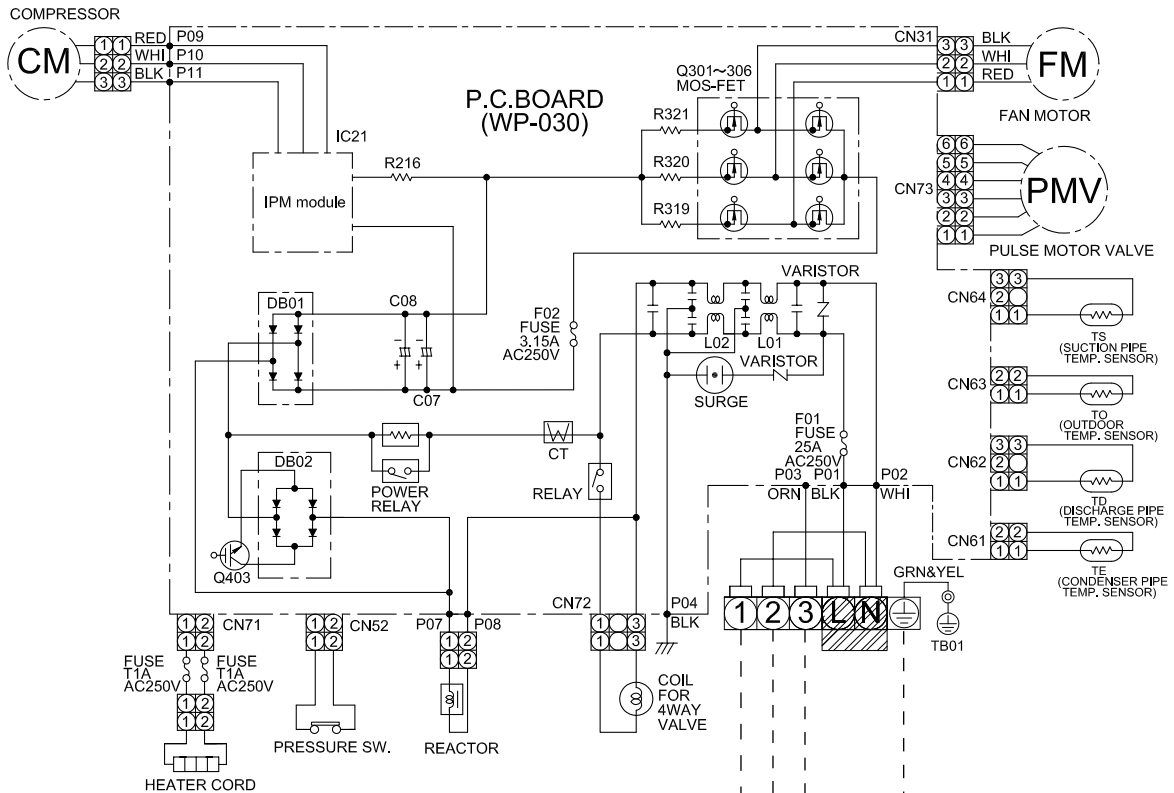 COMPRESSOR
CM
1 1
2 2
3 3
RED
WHI
BLK
P09
P10
P11
P.C.BOARD
(WP-030)
IC21
IPM module
R216
Q301~306
MOS-FET
R321
R320
R319
CN31
3 3
2 2
1 1
BLK
WHI
RED
FM
FAN MOTOR
CN73
6 6
5 5
4 4
3 3
2 2
1 1
PMV
PULSE MOTOR VALVE
CN64
3 3
2
1 1
TS
(SUCTION PIPE
TEMP. SENSOR)
CN63
2 2
1 1
TO
(OUTDOOR
TEMP. SENSOR)
CN62
3 3
2
1 1
TD
(DISCHARGE PIPE
TEMP. SENSOR)
CN61
2 2
1 1
TE
(CONDENSER PIPE
TEMP. SENSOR)
DB01
C08
- -
+ +
C07
F02
FUSE
3.15A
AC250V
VARISTOR
L02
L01
VARISTOR
SURGE
F01
FUSE
25A
AC250V
CT
POWER
RELAY
RELAY
DB02
Q403
P03
P01
P02
ORN
BLK
WHI
GRN&YEL
1 2 3 L N
TB01
CN71
1 2
1 2
FUSE
T1A
AC250V
FUSE
T1A
AC250V
1 2
1 2
HEATER CORD
CN52
1 2
1 2
PRESSURE SW.
P07
P08
1 2
1 2
REACTOR
CN72
1 3
1 3
COIL
FOR
4WAY
VALVE
P04
BLK